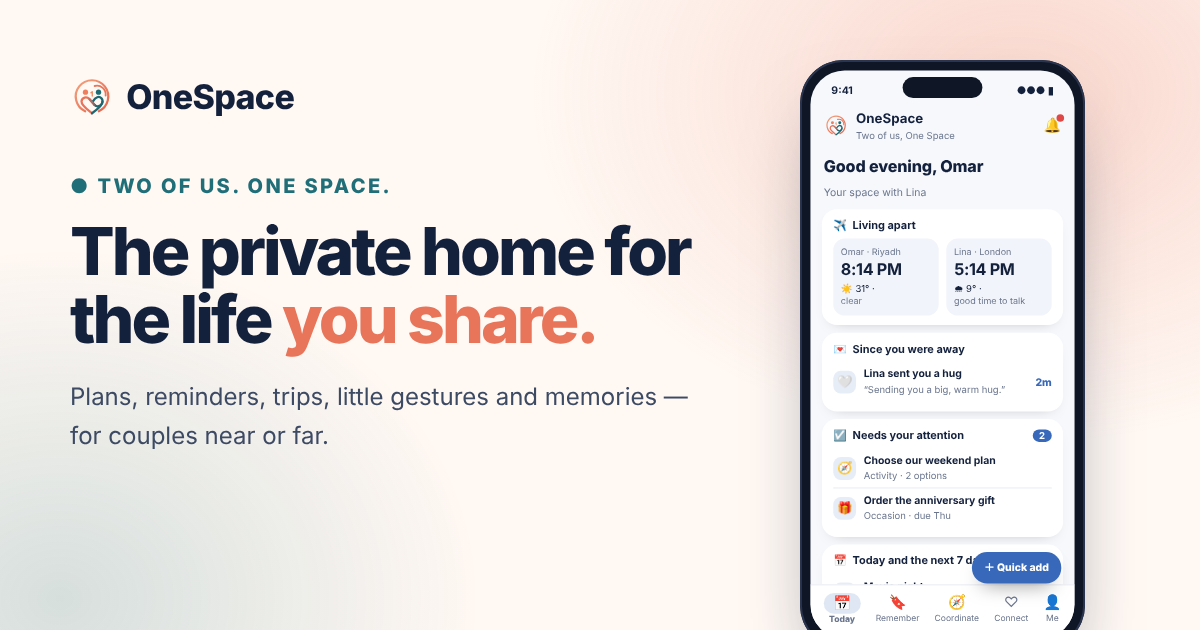 OneSpace
TWO OF US. ONE SPACE.
The private home for
the life you share.
Plans, reminders, trips, little gestures and memories —
for couples near or far.
9:41
OneSpace
Two of us, One Space
Good evening, Omar
Your space with Lina
Living apart
Omar · Riyadh
8:14 PM
31° ·
clear
Lina · London
5:14 PM
9° ·
good time to talk
Since you were away
Lina sent you a hug
“Sending you a big, warm hug.”
2m
Needs your attention
2
Choose our weekend plan
Activity · 2 options
Order the anniversary gift
Occasion · due Thu
Today and the next 7
+ Quick add
Today
Remember
Coordinate
Connect
Me